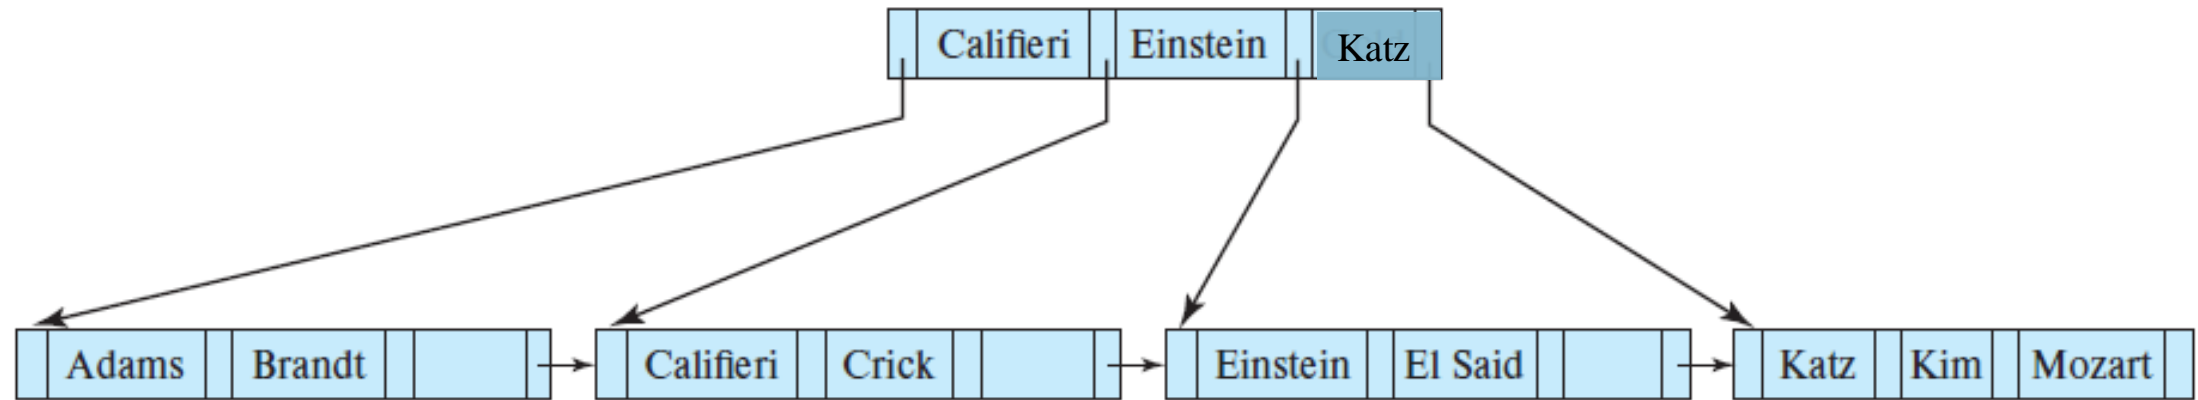 Califieri Einstein Katz
Adams Brandt Califieri Crick Einstein El Said Katz Kim Mozart